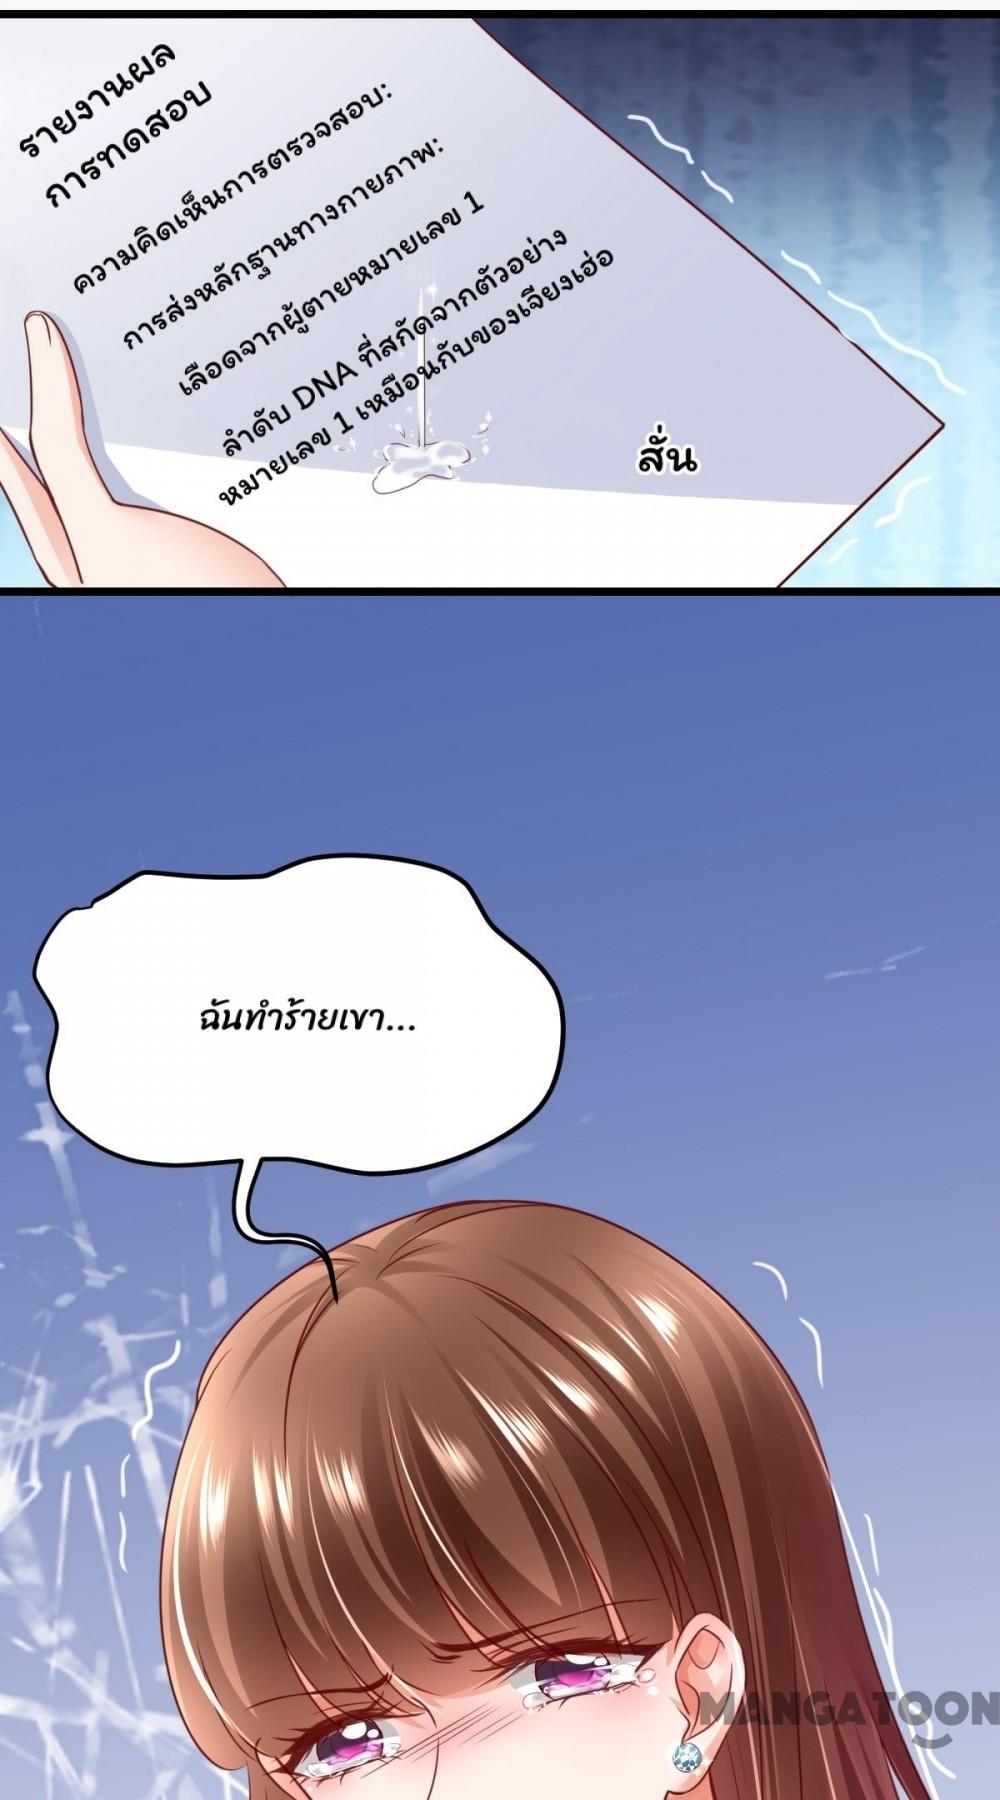 รายงานผล
การทดสอบ
ความคิดเห็นการตรวจสอบ:
การส่งหลักฐานทางกายภาพ:
เลือดจากผู้ตายหมายเลข 1
ลำดับ DNA ที่สกัดจากตัวอย่าง
หมายเลข 1 เหมือนกับของเจียงเฮ่อ
สั่น
ฉันทำร้ายเขา...
MANGATOON